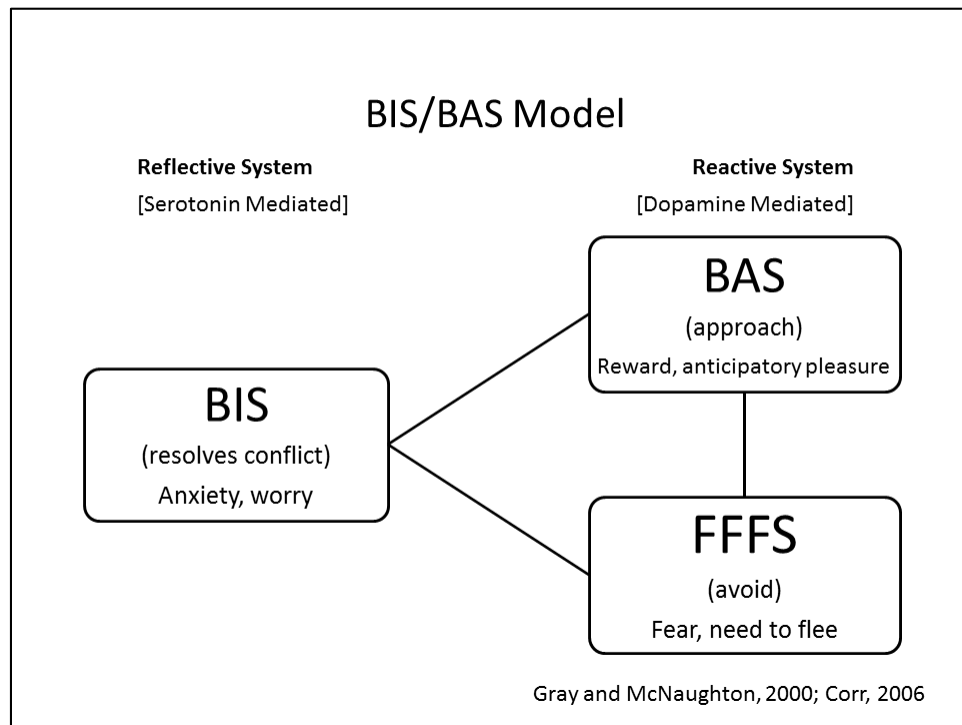 BIS/BAS Model
Reflective System
[Serotonin Mediated]
Reactive System
[Dopamine Mediated]
BAS
(approach)
Reward, anticipatory pleasure
BIS
(resolves conflict)
Anxiety, worry
FFFS
(avoid)
Fear, need to flee
Gray and McNaughton, 2000; Corr, 2006